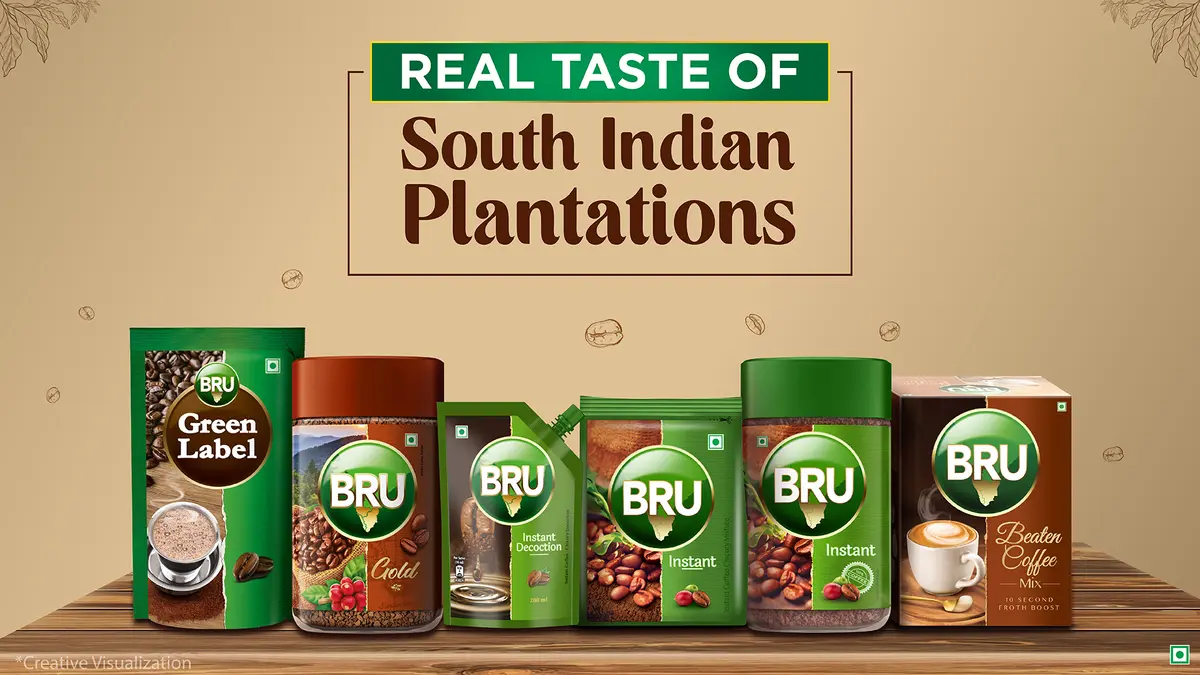 REAL TASTE OF
South Indian
Plantations
BRU
Green
Label
BRU
Gold
BRU
Instant
Decoction
BRU
Instant
BRU
Instant
BRU
Beaten
Coffee
Mix
10 SECOND
FROTH BOOST
*Creative Visualization